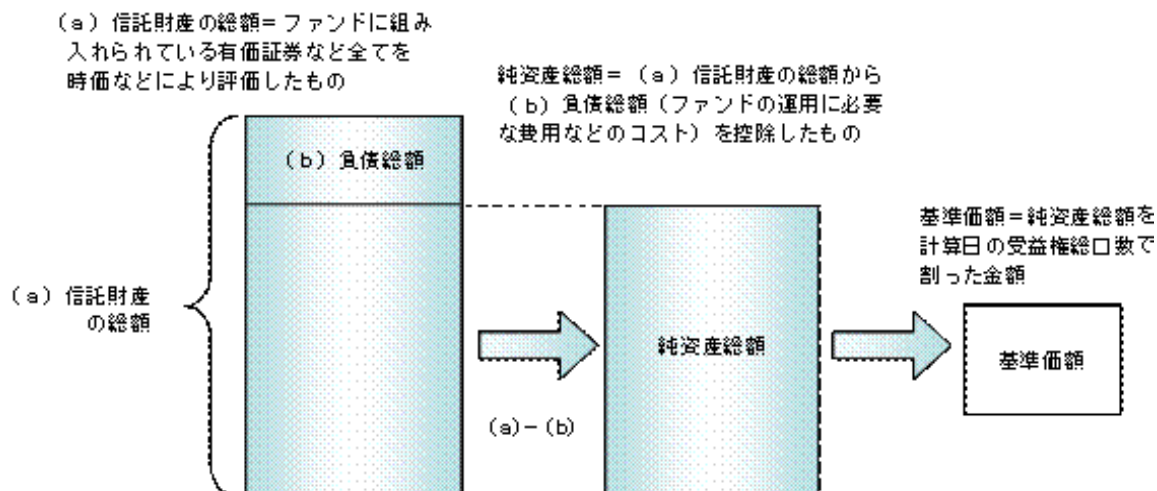 (a) 信託財産の総額=ファンドに組み
入れられている有価証券など全てを
時価などにより評価したもの
純資産総額= (a) 信託財産の総額から
(b) 負債総額(ファンドの運用に必要
な費用などのコスト)を控除したもの
(b) 負債総額
基準価額=純資産総額を
計算日の受益権総口数で
割った金額
(a) 信託財産
の総額
純資産総額
基準価額
(a)-(b)